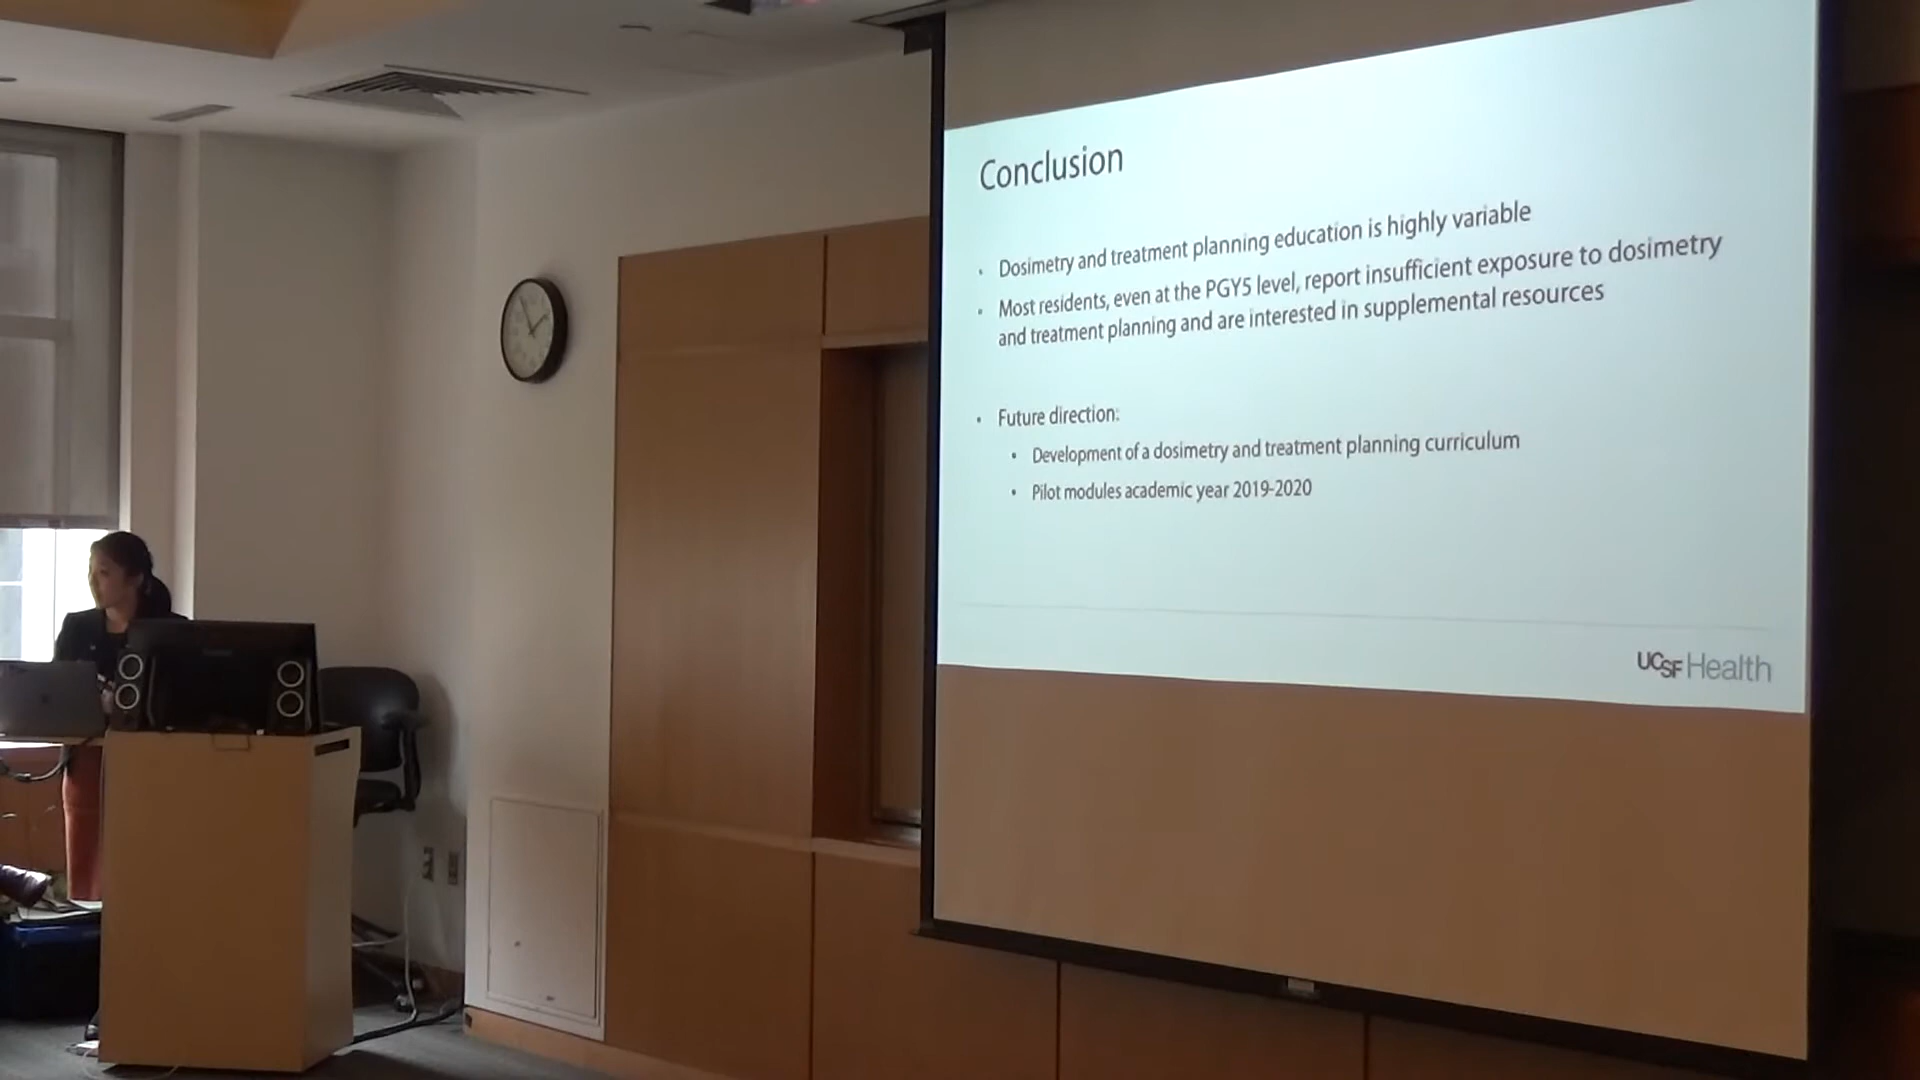 Conclusion
Dosimetry and treatment planning education is highly variable
Most residents, even at the PGY5 level, report insufficient exposure to dosimetry
and treatment planning and are interested in supplemental resources
Future direction:
Development of a dosimetry and treatment planning curriculum
Pilot modules academic year 2019-2020
UCSF Health